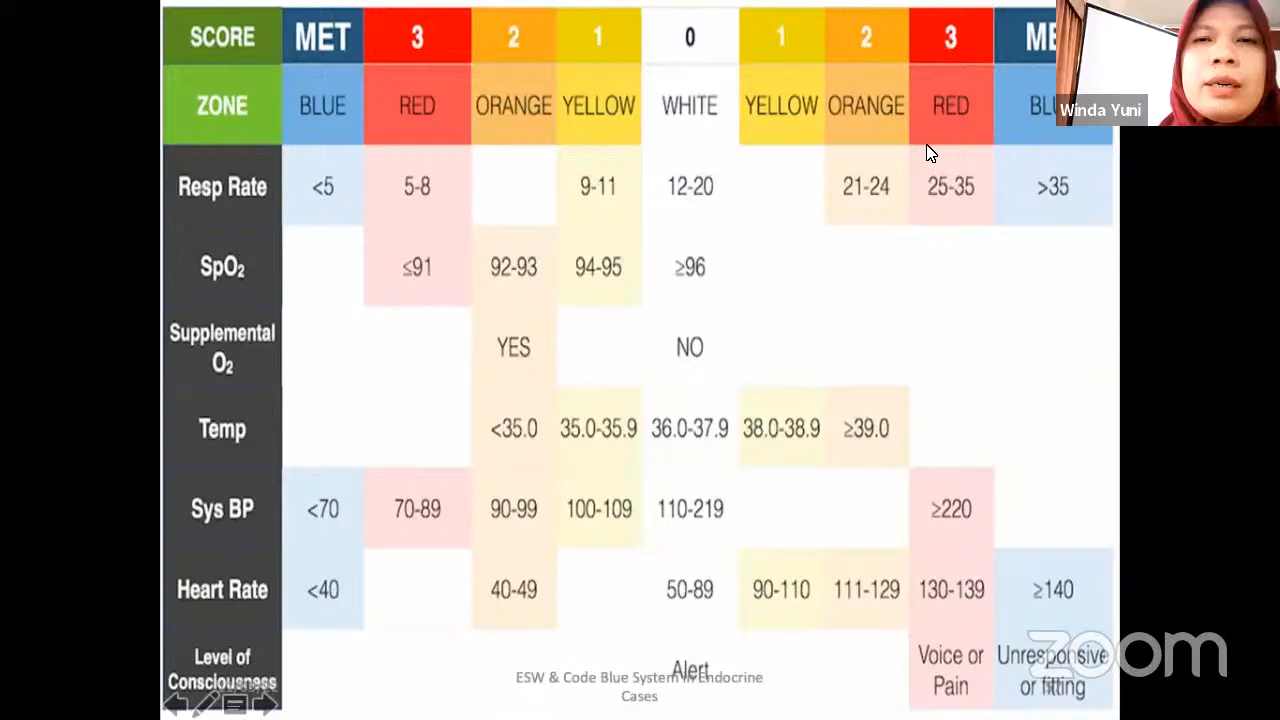 SCORE MET 3 2 1 0 1 2 3
ZONE BLUE RED ORANGE YELLOW WHITE YELLOW ORANGE RED
Winda Yuni
Resp Rate <5 5-8 9-11 12-20 21-24 25-35 >35
SpO₂ ≤91 92-93 94-95 ≥96
Supplemental
O₂ YES NO
Temp <35.0 35.0-35.9 36.0-37.9 38.0-38.9 ≥39.0
Sys BP <70 70-89 90-99 100-109 110-219 ≥220
Heart Rate <40 40-49 50-89 90-110 111-129 130-139 ≥140
Level of
Consciousness Alert Voice or
Pain Unresponsive
or fitting
ESW & Code Blue System in Endocrine
Cases
zoom